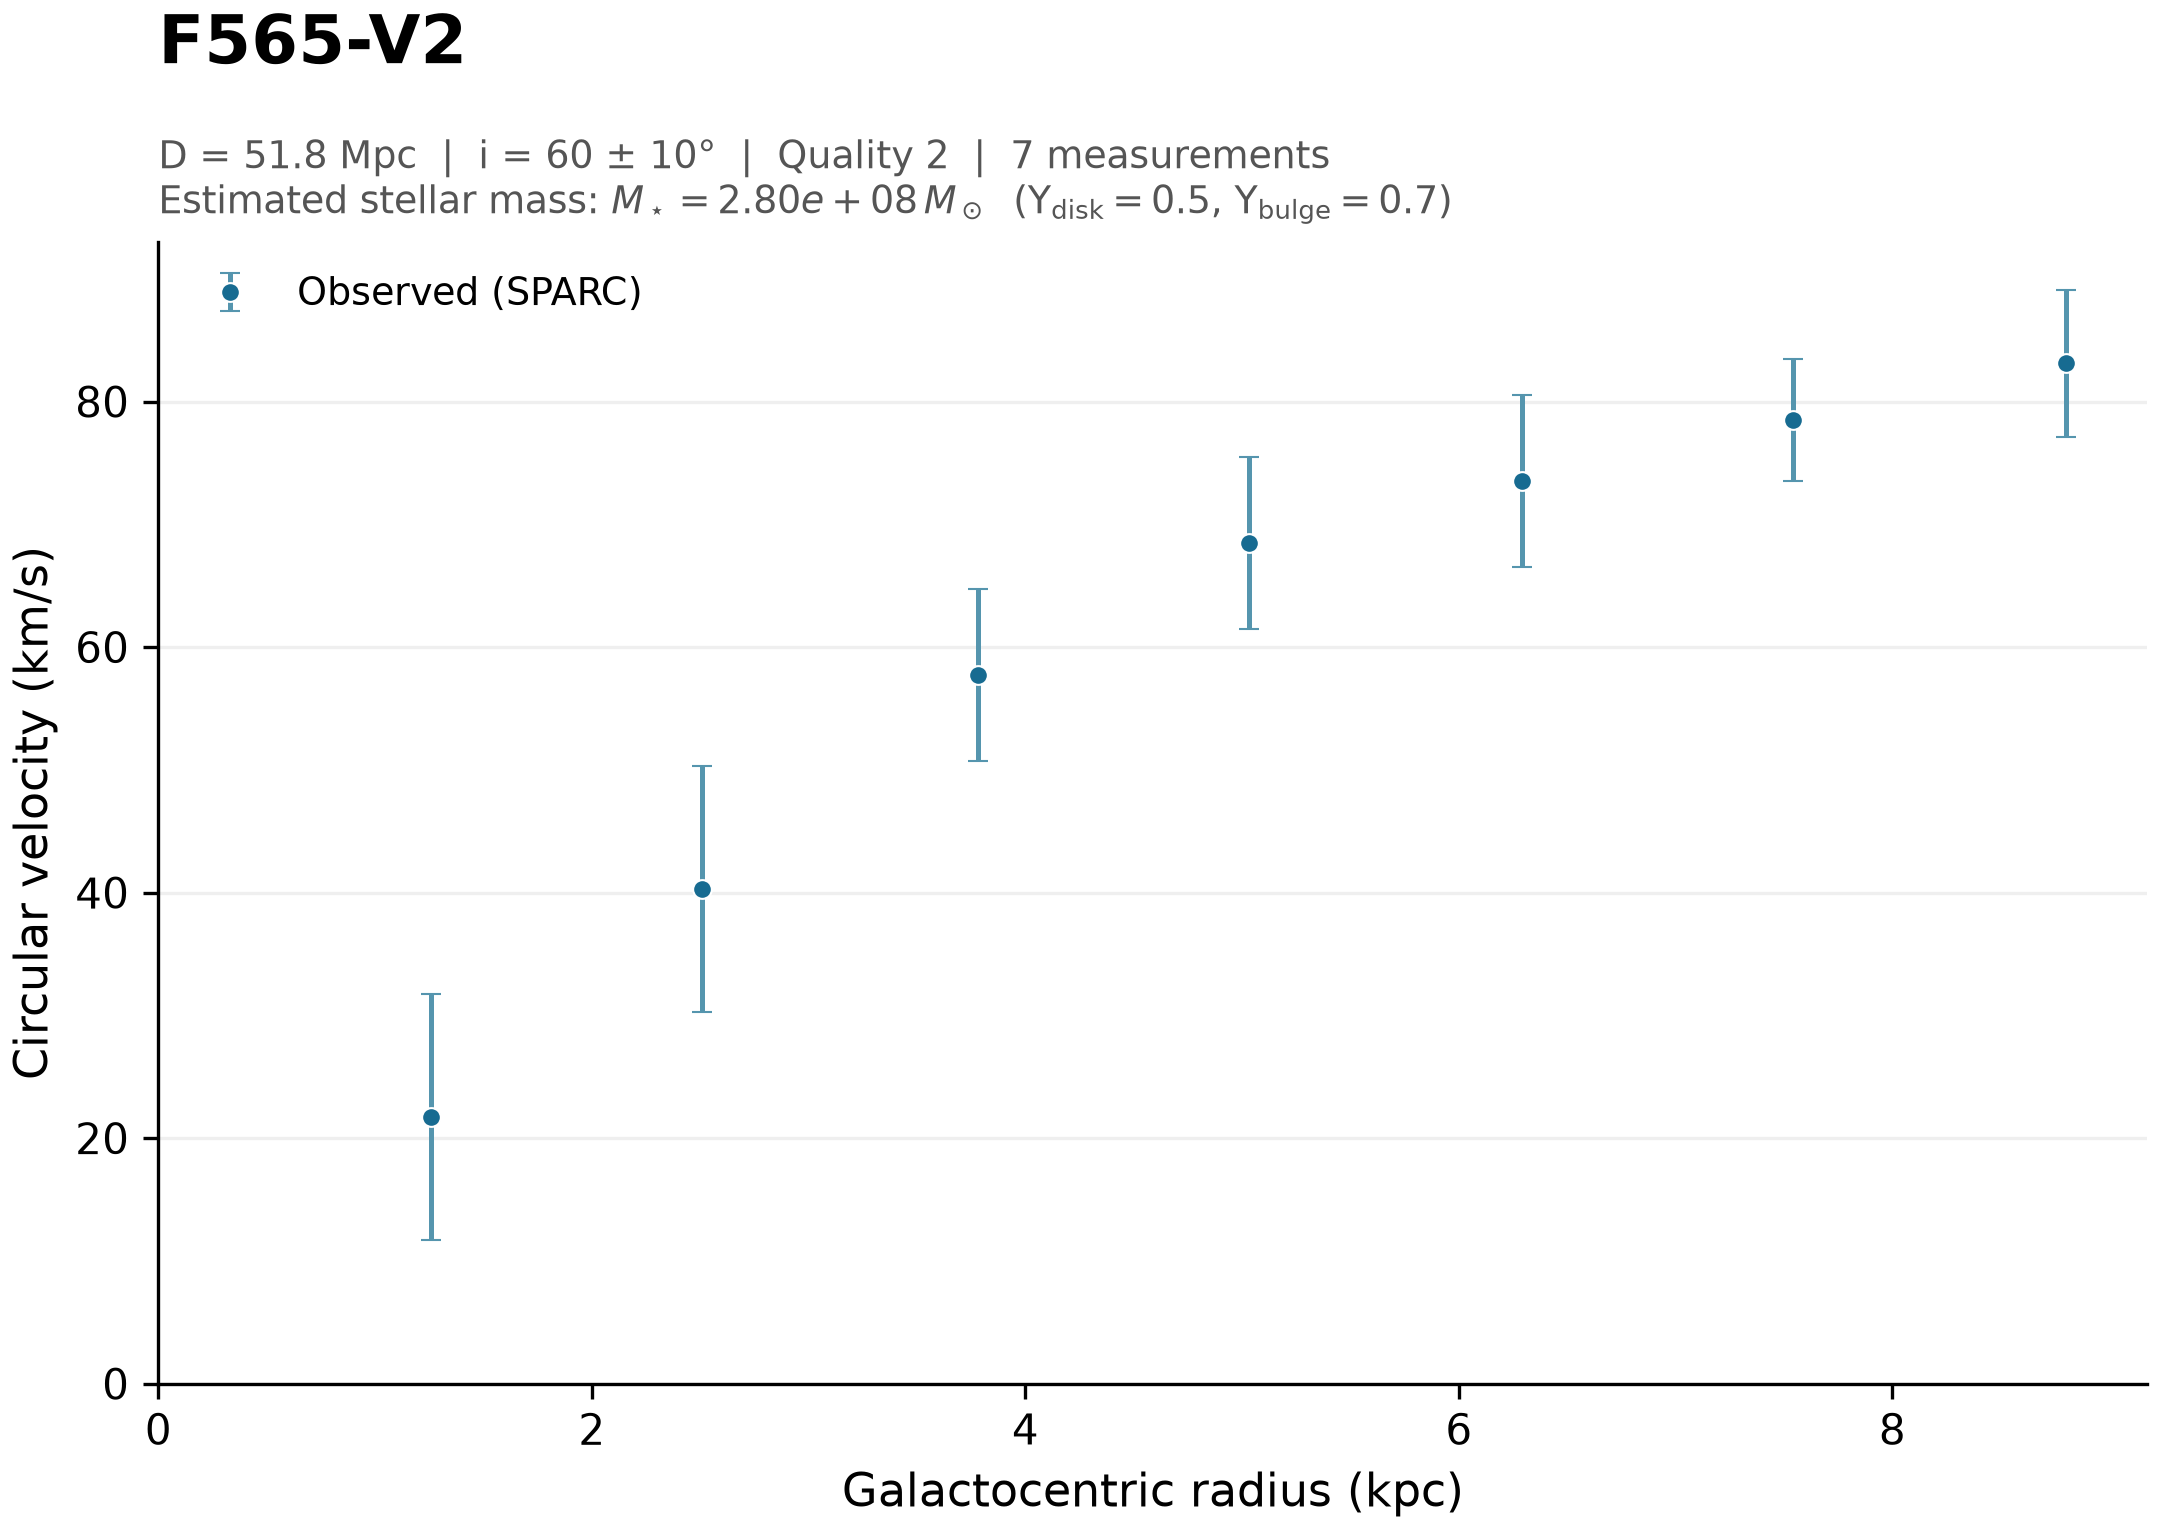 F565-V2
D = 51.8 Mpc | i = 60 ± 10° | Quality 2 | 7 measurements
Estimated stellar mass: M⋆ = 2.80e + 08 M⊙ (Υdisk = 0.5, Υbulge = 0.7)
Observed (SPARC)
80
60
40
20
0
Circular velocity (km/s)
0 2 4 6 8
Galactocentric radius (kpc)